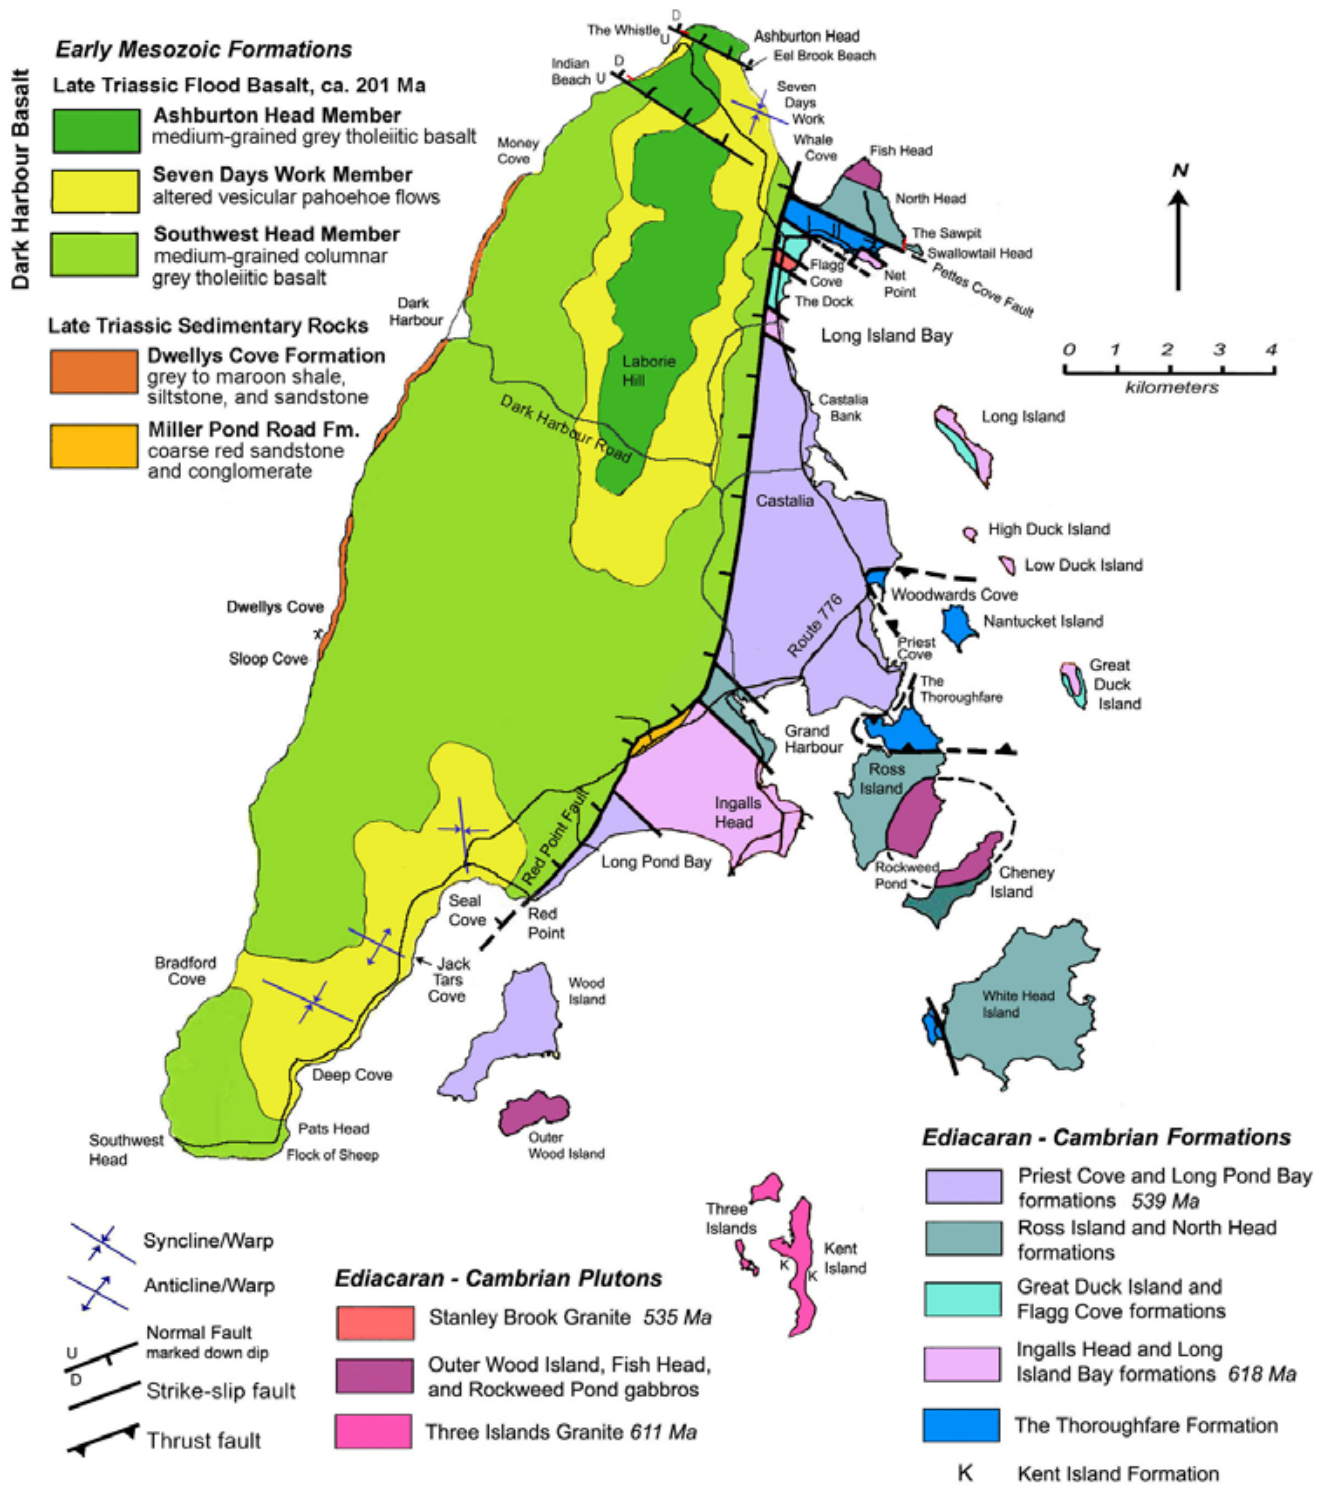 Early Mesozoic Formations
Dark Harbour Basalt
Late Triassic Flood Basalt, ca. 201 Ma
Ashburton Head Member
medium-grained grey tholeiitic basalt
Seven Days Work Member
altered vesicular pahoehoe flows
Southwest Head Member
medium-grained columnar
grey tholeiitic basalt
Late Triassic Sedimentary Rocks
Dwellys Cove Formation
grey to maroon shale,
siltstone, and sandstone
Miller Pond Road Fm.
coarse red sandstone
and conglomerate
D
The Whistle
U
Ashburton Head
Eel Brook Beach
Indian
Beach
U
D
Seven
Days
Work
Money
Cove
Whale
Cove
Fish Head
North Head
The Sawpit
Swallowtail Head
Pettes Cove Fault
Flagg
Cove
Net
Point
The Dock
Long Island Bay
N
0 1 2 3 4
kilometers
Dark
Harbour
Laborie
Hill
Dark Harbour Road
Castalia
Bank
Long Island
Castalia
High Duck Island
Low Duck Island
Woodwards Cove
Nantucket Island
Route 776
Priest
Cove
The
Thoroughfare
Great
Duck
Island
Dwellys Cove
x
Sloop Cove
Grand
Harbour
Ross
Island
Ingalls
Head
Red Point Fault
Long Pond Bay
Rockweed
Pond
Cheney
Island
Seal
Cove
Red
Point
Jack
Tars
Cove
Bradford
Cove
Wood
Island
White Head
Island
Deep Cove
Outer
Wood Island
Pats Head
Flock of Sheep
Southwest
Head
Three
Islands
Kent
Island
K
K
Syncline/Warp
Anticline/Warp
Normal Fault
marked down dip
U
D
Strike-slip fault
Thrust fault
Ediacaran - Cambrian Plutons
Stanley Brook Granite 535 Ma
Outer Wood Island, Fish Head,
and Rockweed Pond gabbros
Three Islands Granite 611 Ma
Ediacaran - Cambrian Formations
Priest Cove and Long Pond Bay
formations 539 Ma
Ross Island and North Head
formations
Great Duck Island and
Flagg Cove formations
Ingalls Head and Long
Island Bay formations 618 Ma
The Thoroughfare Formation
K Kent Island Formation